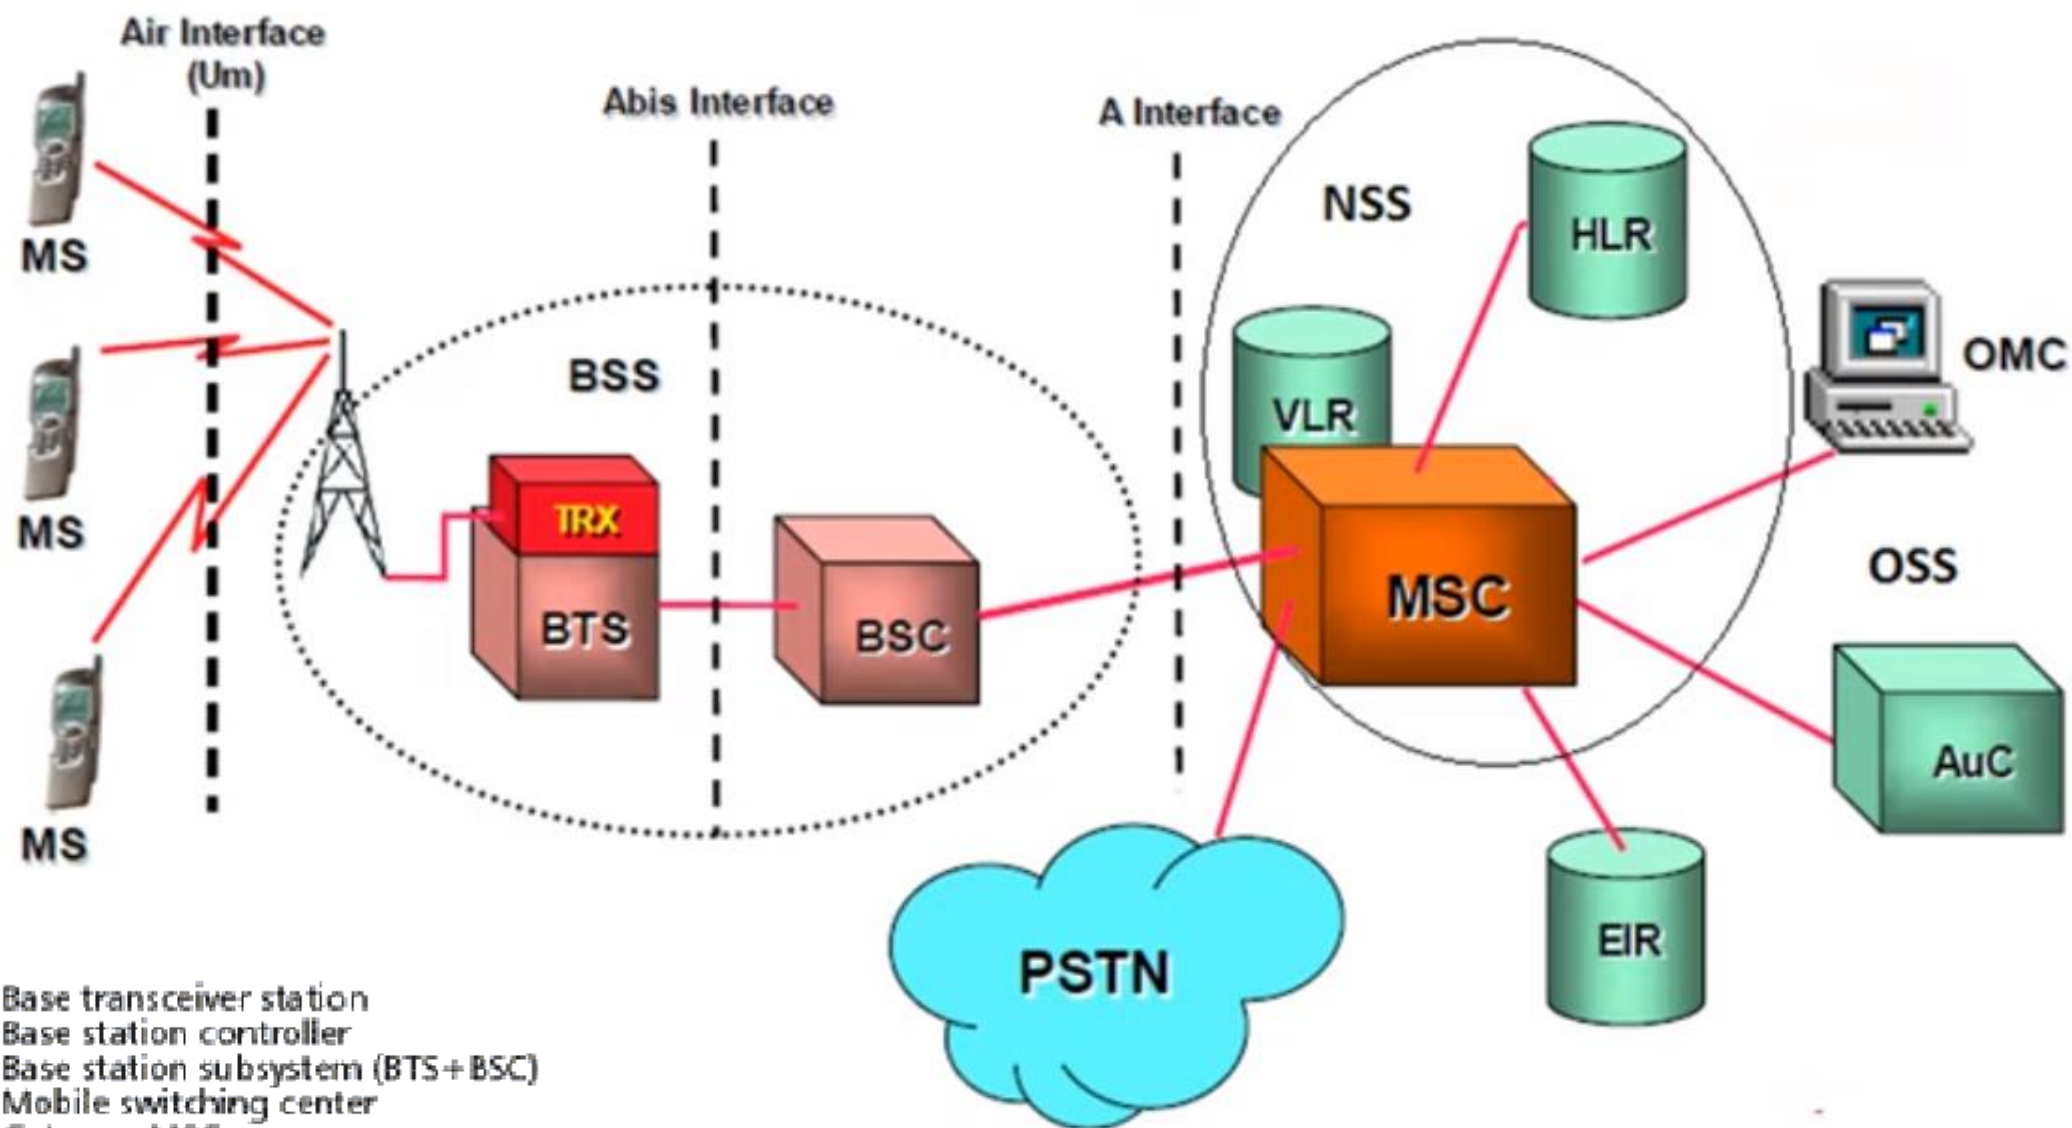 Air Interface
(Um)
Abis Interface
A Interface
MS
MS
MS
BSS
TRX
BTS
BSC
NSS
HLR
VLR
MSC
OMC
OSS
AuC
EIR
PSTN
Base transceiver station
Base station controller
Base station subsystem (BTS+BSC)
Mobile switching center